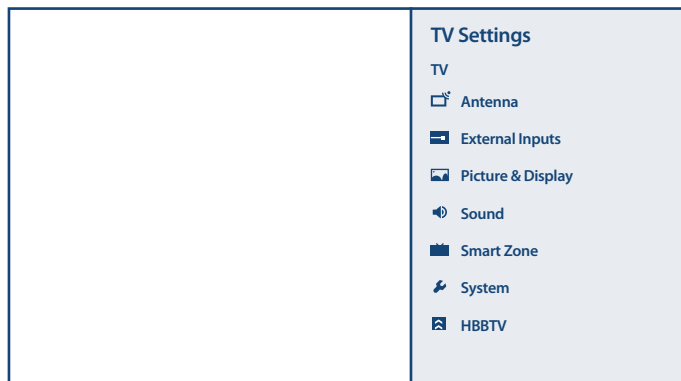 TV Settings
TV
Antenna
External Inputs
Picture & Display
Sound
Smart Zone
System
HBBTV